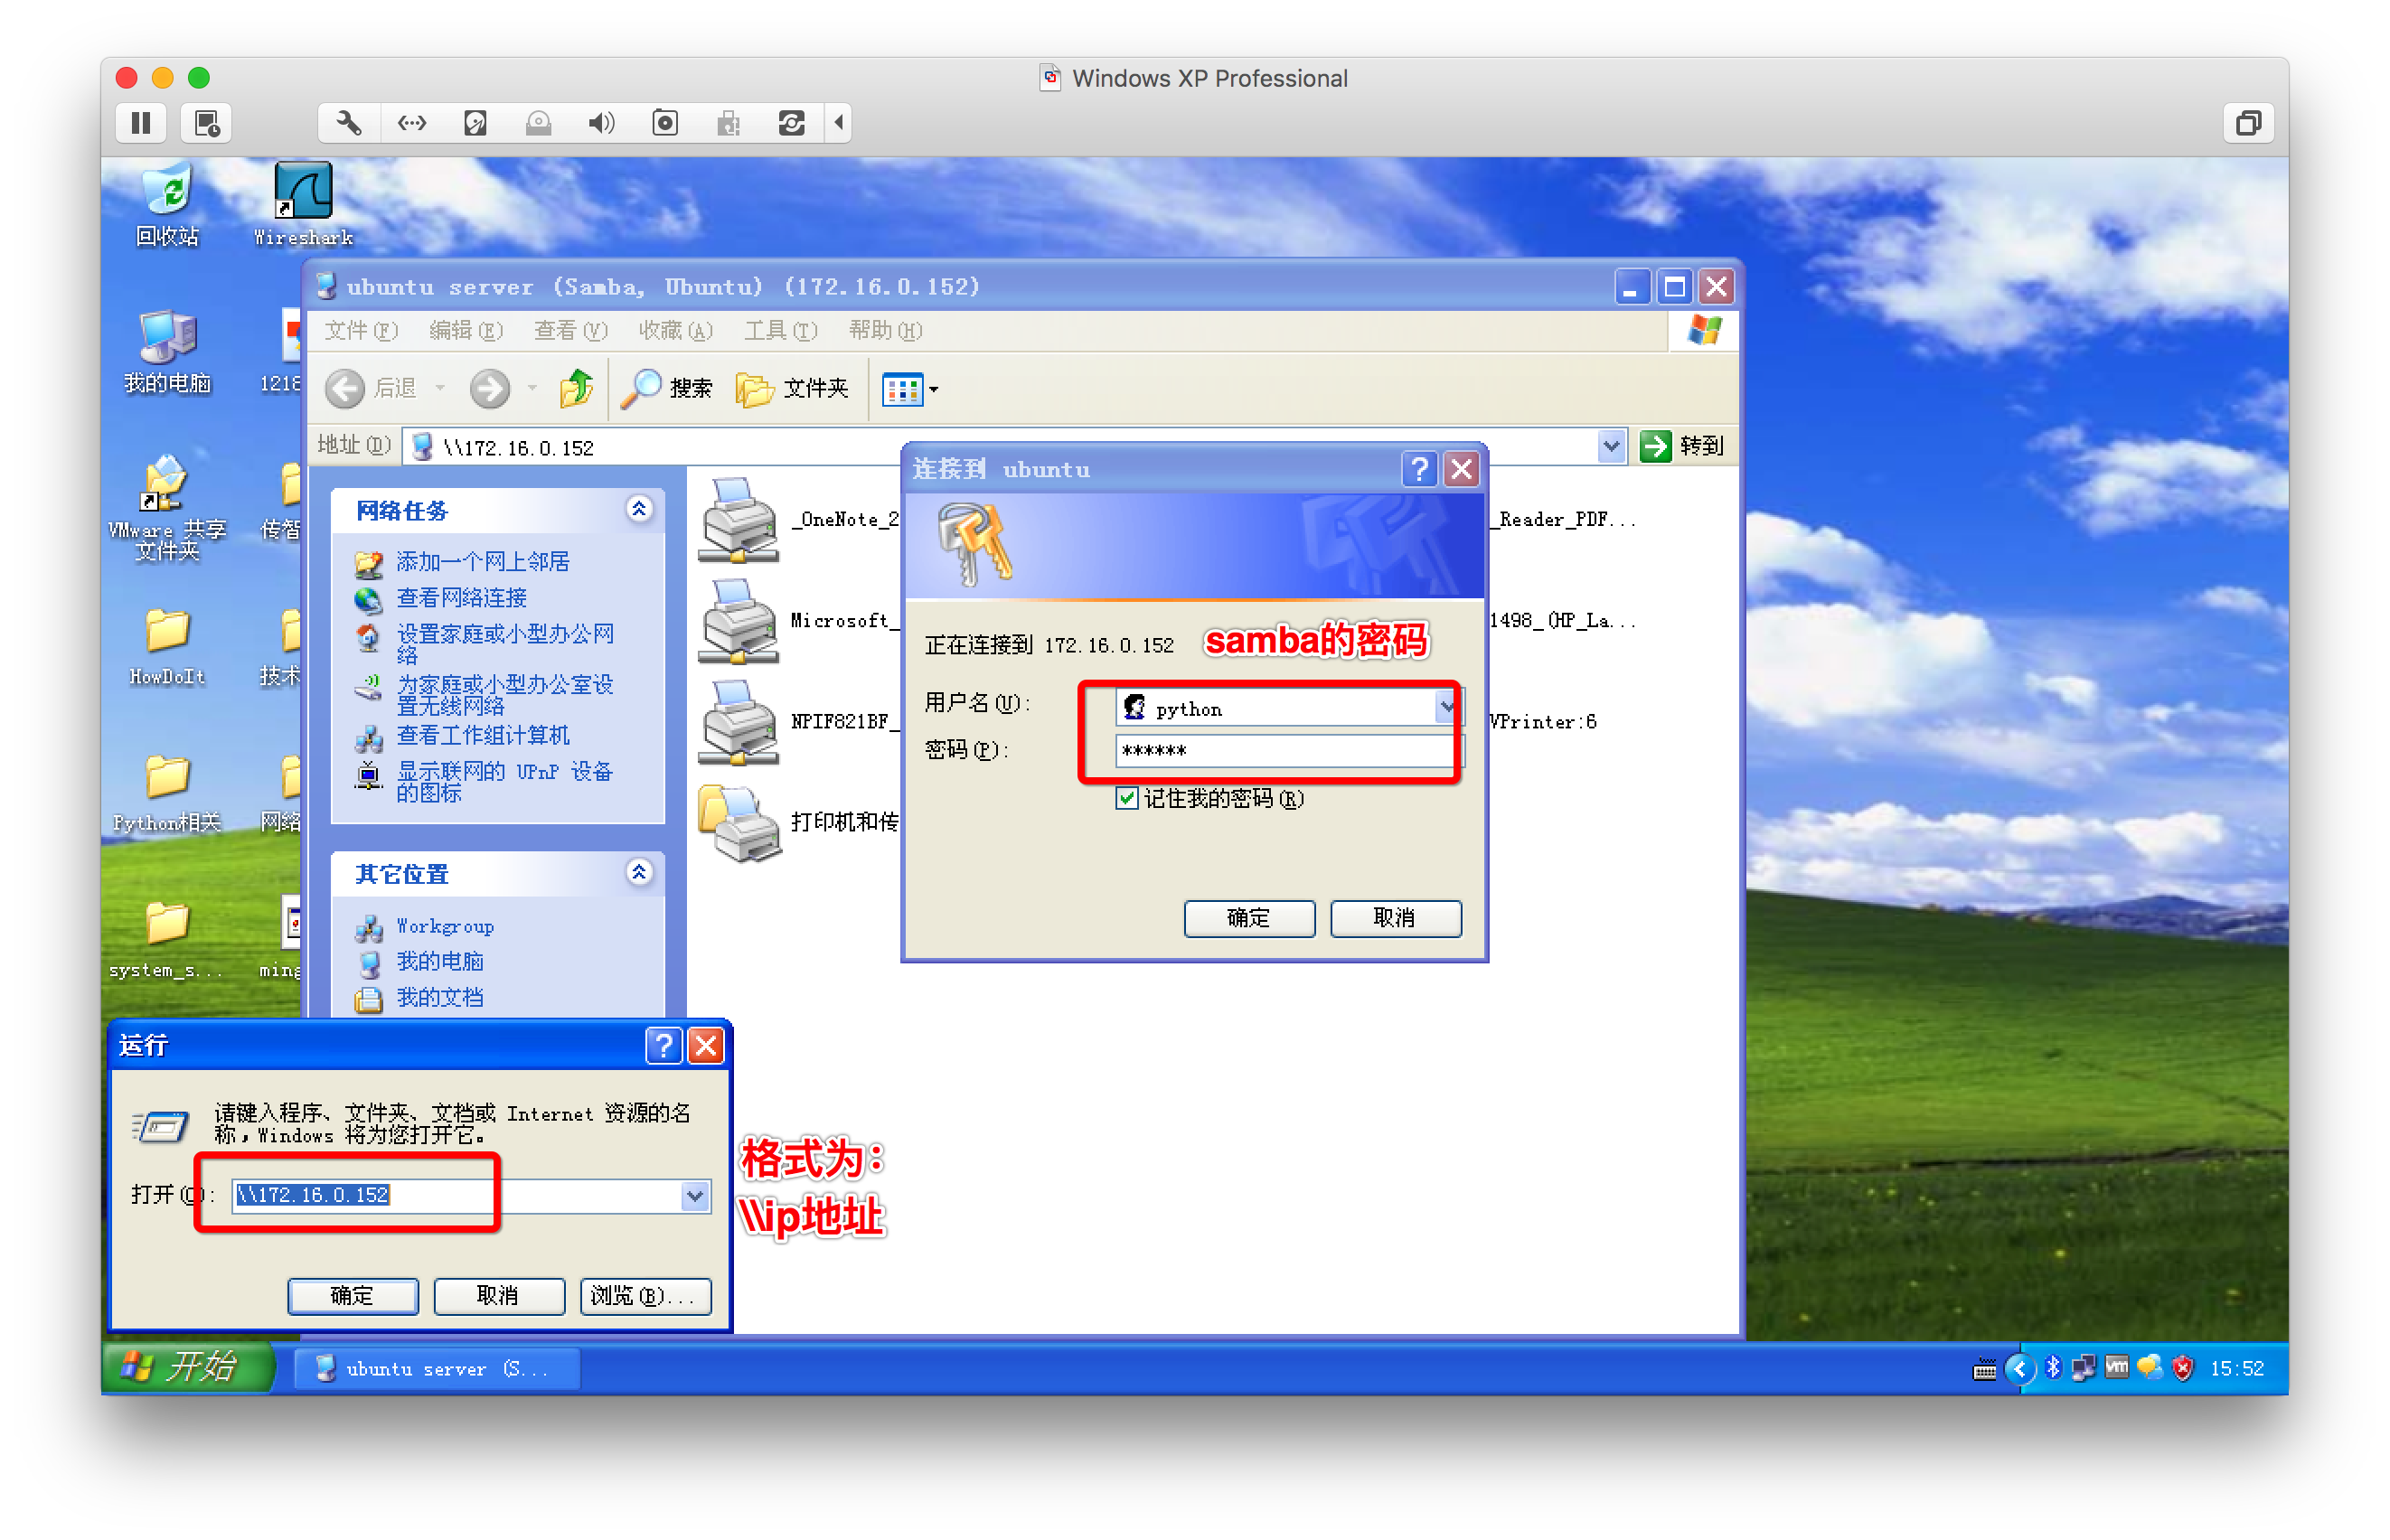 Windows XP Professional
回收站
Wireshark
我的电脑
1218
VMware 共享
文件夹
传智
HowDoIt
技术
Python相关
网络
system_s...
ming
ubuntu server (Samba, Ubuntu) (172.16.0.152)
文件(F) 编辑(E) 查看(V) 收藏(A) 工具(T) 帮助(H)
后退 搜索 文件夹
地址(D) \\172.16.0.152 转到
网络任务
添加一个网上邻居
查看网络连接
设置家庭或小型办公网
络
为家庭或小型办公室设
置无线网络
查看工作组计算机
显示联网的 UPnP 设备
的图标
其它位置
Workgroup
我的电脑
我的文档
_OneNote_2
_Reader_PDF...
Microsoft_
1498_(HP_La...
NPIF821BF_
VPrinter:6
打印机和传
连接到 ubuntu
正在连接到 172.16.0.152
samba的密码
用户名(U): python
密码(P): ******
记住我的密码(R)
确定 取消
运行
请键入程序、文件夹、文档或 Internet 资源的名
称,Windows 将为您打开它。
打开(O): \\172.16.0.152
确定 取消 浏览(B)...
格式为:
\\ip地址
开始
ubuntu server (S...
vm
15:52